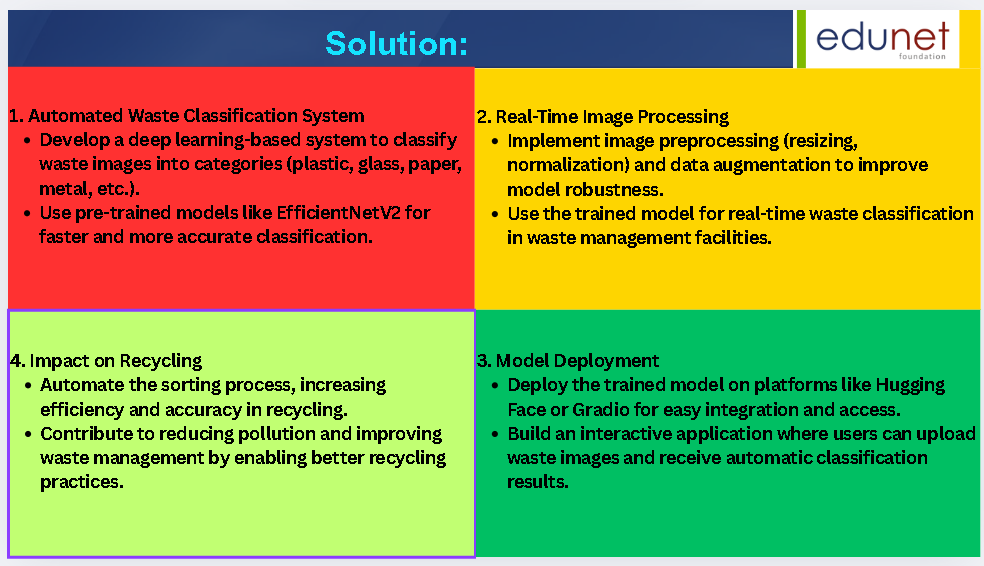 Solution:
edunet
foundation
1. Automated Waste Classification System
• Develop a deep learning-based system to classify
waste images into categories (plastic, glass, paper,
metal, etc.).
• Use pre-trained models like EfficientNetV2 for
faster and more accurate classification.
2. Real-Time Image Processing
• Implement image preprocessing (resizing,
normalization) and data augmentation to improve
model robustness.
• Use the trained model for real-time waste classification
in waste management facilities.
4. Impact on Recycling
• Automate the sorting process, increasing
efficiency and accuracy in recycling.
• Contribute to reducing pollution and improving
waste management by enabling better recycling
practices.
3. Model Deployment
• Deploy the trained model on platforms like Hugging
Face or Gradio for easy integration and access.
• Build an interactive application where users can upload
waste images and receive automatic classification
results.